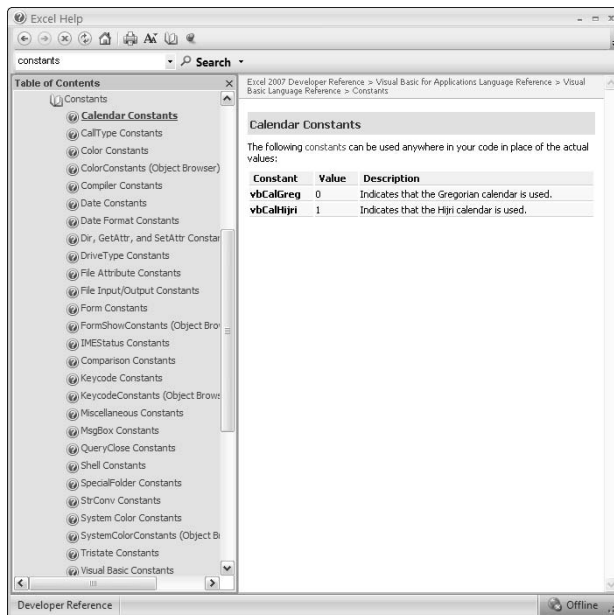 Excel Help
constants
Search
Table of Contents
Constants
Calendar Constants
CallType Constants
Color Constants
ColorConstants (Object Browser)
Compiler Constants
Date Constants
Date Format Constants
Dir, GetAttr, and SetAttr Constan
DriveType Constants
File Attribute Constants
File Input/Output Constants
Form Constants
FormShowConstants (Object Brow
IMEStatus Constants
Comparison Constants
Keycode Constants
KeycodeConstants (Object Brows
Miscellaneous Constants
MsgBox Constants
QueryClose Constants
Shell Constants
SpecialFolder Constants
StrConv Constants
System Color Constants
SystemColorConstants (Object B
Tristate Constants
Visual Basic Constants
Excel 2007 Developer Reference > Visual Basic for Applications Language Reference > Visual
Basic Language Reference > Constants
Calendar Constants
The following constants can be used anywhere in your code in place of the actual
values:
Constant Value Description
vbCalGreg 0 Indicates that the Gregorian calendar is used.
vbCalHijri 1 Indicates that the Hijri calendar is used.
Developer Reference
Offline